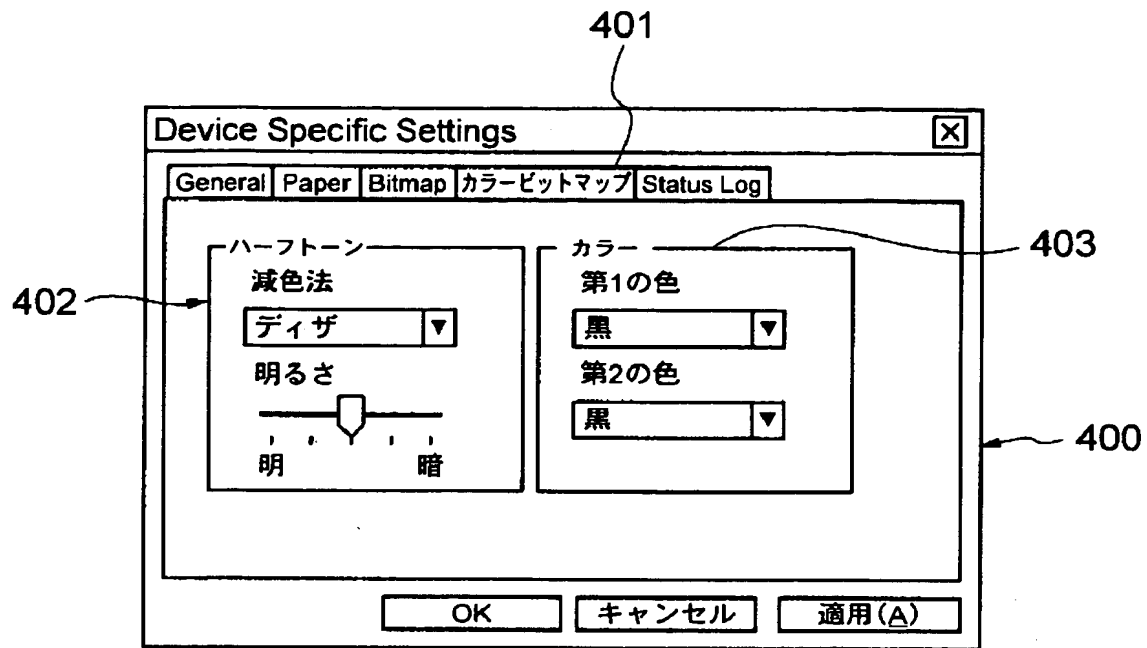 401
Device Specific Settings
General Paper Bitmap カラービットマップ Status Log
ハーフトーン
減色法
ディザ
明るさ
明 暗
カラー
第1の色
黒
第2の色
黒
403
402
400
OK キャンセル 適用(A)